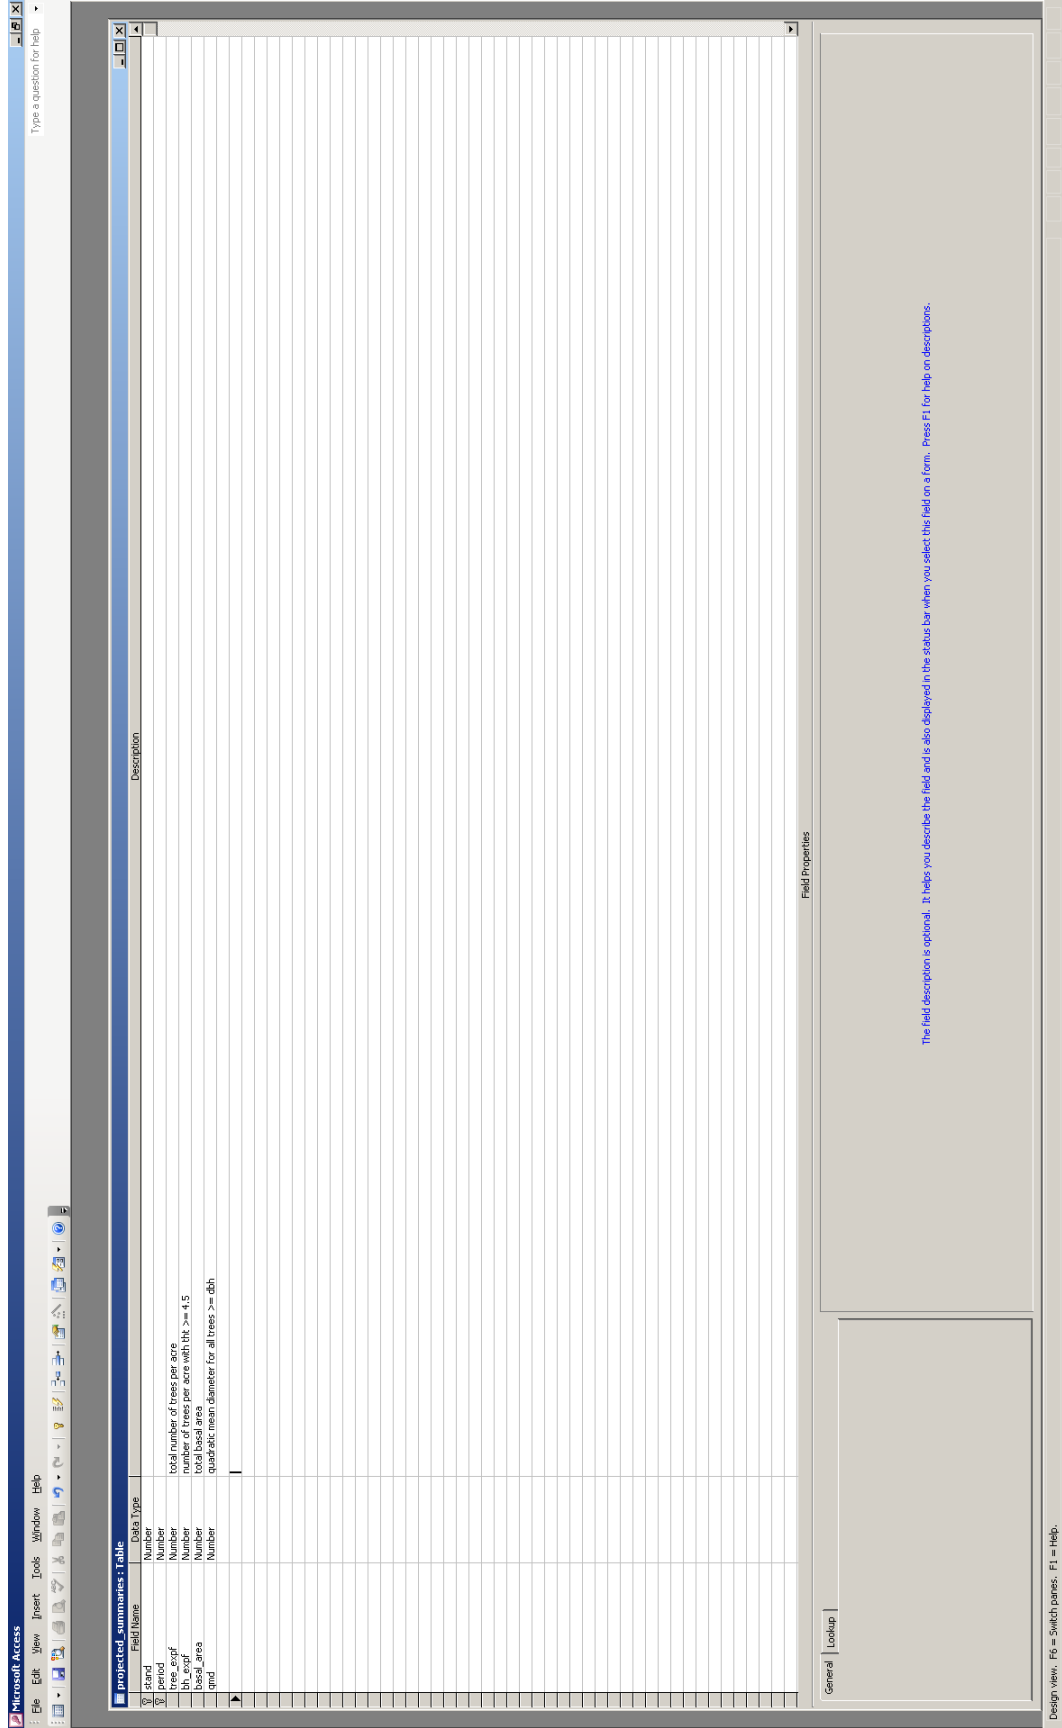 Microsoft Access
File Edit View Insert Tools Window Help
Type a question for help
projected_summaries : Table
Field Name Data Type Description
stand Number
period Number
tree_expf Number total number of trees per acre
bh_expf Number number of trees per acre with tht >= 4.5
basal_area Number total basal area
qmd Number quadratic mean diameter for all trees >= dbh
Field Properties
General Lookup
The field description is optional. It helps you describe the field and is also displayed in the status bar when you select this field on a form. Press F1 for help on descriptions.
Design view. F6 = Switch panes. F1 = Help.